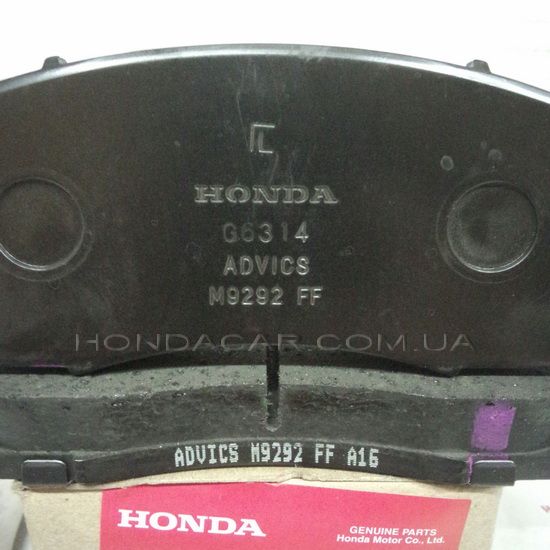 HONDA
G6314
ADVICS
M9292 FF
HONDACAR.COM.UA
ADVICS M9292 FF A16
HONDA
GENUINE PARTS
Honda Motor Co., Ltd.